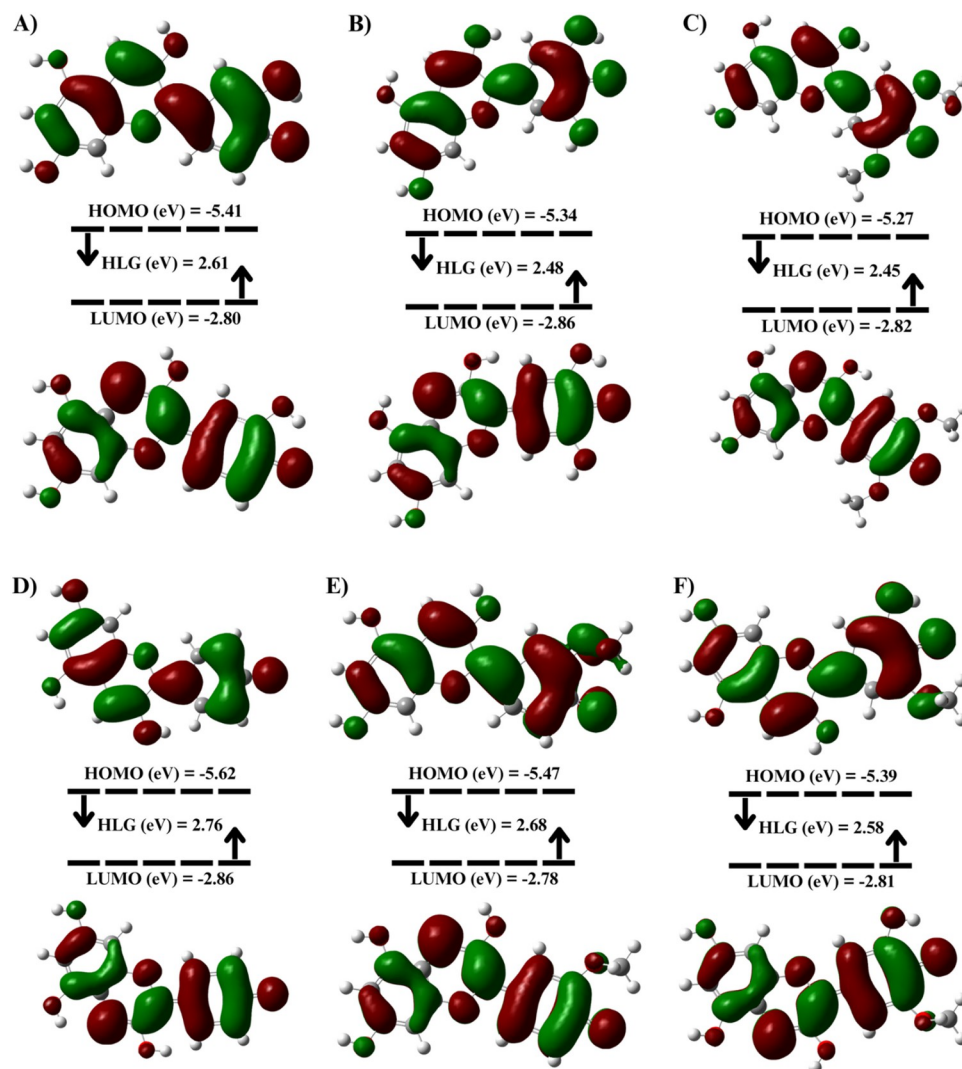 A)
B)
C)
HOMO (eV) = -5.41
HLG (eV) = 2.61
LUMO (eV) = -2.80
HOMO (eV) = -5.34
HLG (eV) = 2.48
LUMO (eV) = -2.86
HOMO (eV) = -5.27
HLG (eV) = 2.45
LUMO (eV) = -2.82
D)
E)
F)
HOMO (eV) = -5.62
HLG (eV) = 2.76
LUMO (eV) = -2.86
HOMO (eV) = -5.47
HLG (eV) = 2.68
LUMO (eV) = -2.78
HOMO (eV) = -5.39
HLG (eV) = 2.58
LUMO (eV) = -2.81